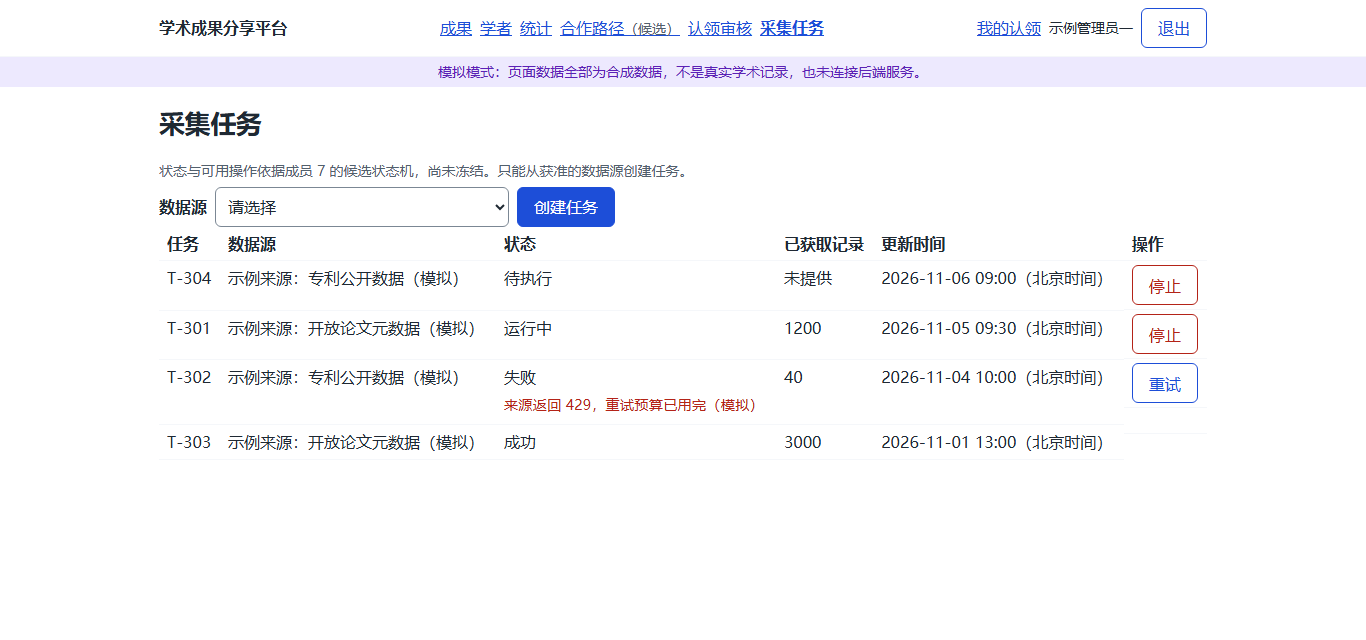 学术成果分享平台 成果 学者 统计 合作路径（候选） 认领审核 采集任务 我的认领 示例管理员一 退出
模拟模式：页面数据全部为合成数据，不是真实学术记录，也未连接后端服务。
采集任务
状态与可用操作依据成员 7 的候选状态机，尚未冻结。只能从获准的数据源创建任务。
数据源 请选择 创建任务
任务 数据源 状态 已获取记录 更新时间 操作
T-304 示例来源：专利公开数据（模拟） 待执行 未提供 2026-11-06 09:00（北京时间） 停止
T-301 示例来源：开放论文元数据（模拟） 运行中 1200 2026-11-05 09:30（北京时间） 停止
T-302 示例来源：专利公开数据（模拟） 失败 40 2026-11-04 10:00（北京时间） 重试
来源返回 429，重试预算已用完（模拟）
T-303 示例来源：开放论文元数据（模拟） 成功 3000 2026-11-01 13:00（北京时间）